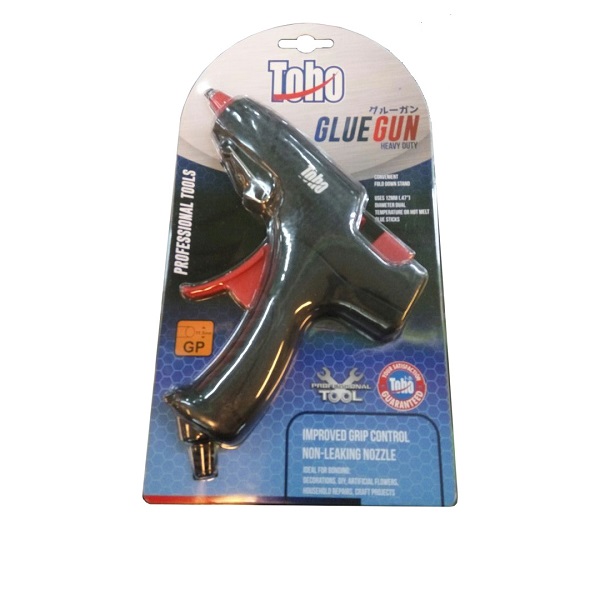 Toho
グルーガン
GLUE GUN
HEAVY DUTY
Toho
CONVENIENT
FOLD DOWN STAND
USES 12MM (.47")
DIAMETER DUAL
TEMPERATURE OR HOT MELT
GLUE STICKS
PROFESSIONAL TOOLS
GP
PROFESSIONAL
TOOL
YOUR SATISFACTION
Toho
GUARANTEED
IMPROVED GRIP CONTROL
NON-LEAKING NOZZLE
IDEAL FOR BONDING:
DECORATIONS, DIY, ARTIFICIAL FLOWERS,
HOUSEHOLD REPAIRS, CRAFT PROJECTS